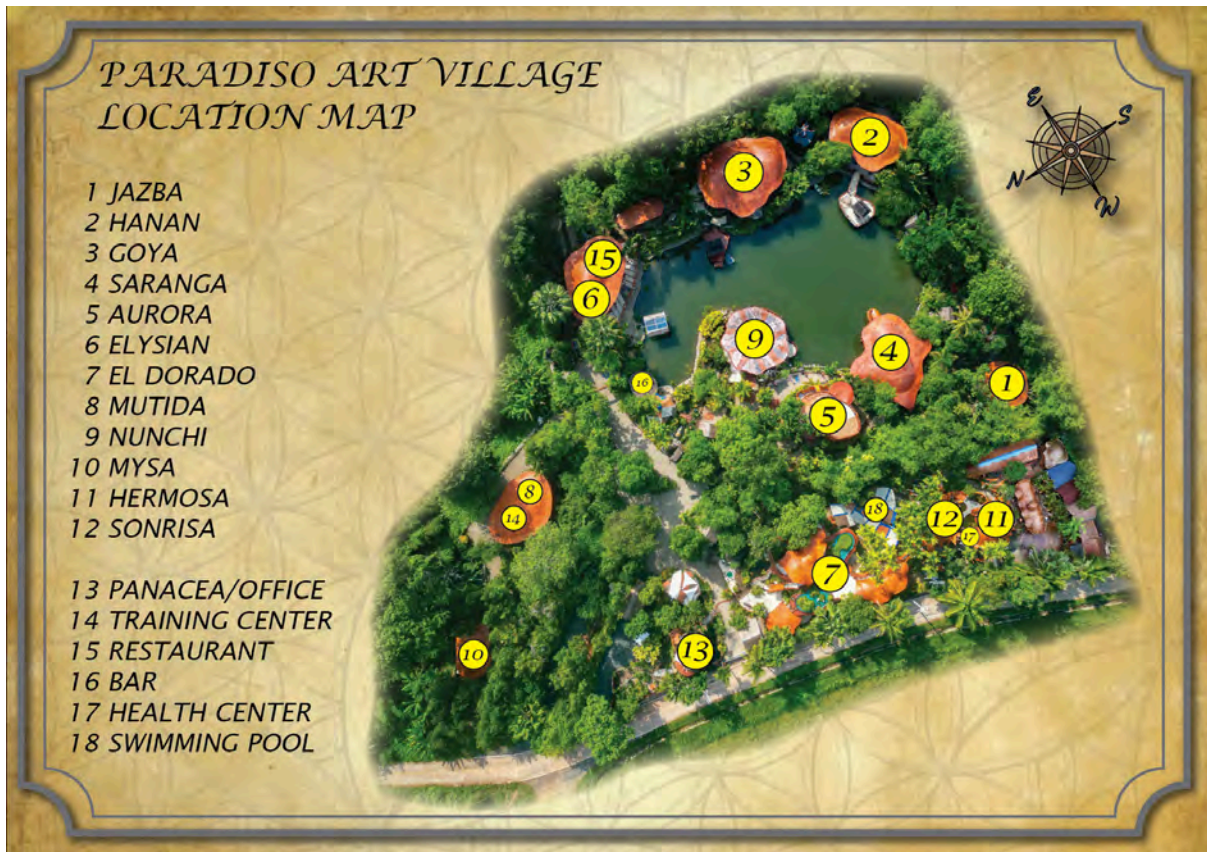 PARADISO ART VILLAGE
LOCATION MAP
1 JAZBA
2 HANAN
3 GOYA
4 SARANGA
5 AURORA
6 ELYSIAN
7 EL DORADO
8 MUTIDA
9 NUNCHI
10 MYSA
11 HERMOSA
12 SONRISA
13 PANACEA/OFFICE
14 TRAINING CENTER
15 RESTAURANT
16 BAR
17 HEALTH CENTER
18 SWIMMING POOL
E
S
N
W
2
3
15
6
9
4
16
1
5
8
14
18
12
17
11
7
13
10